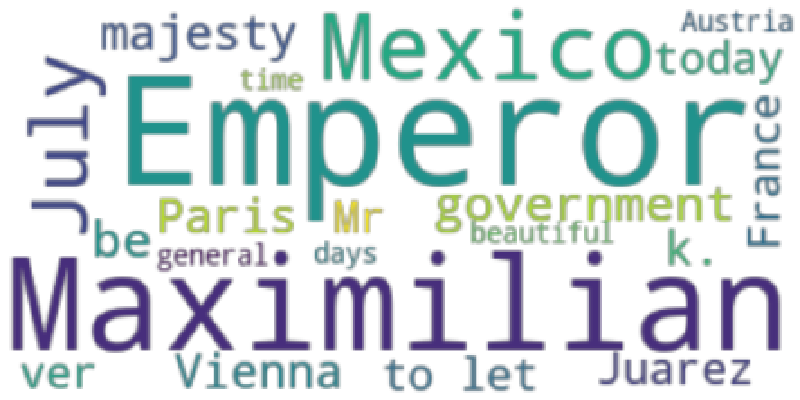 majesty Mexico Austria
today
time
July Emperor
France
Paris Mr government
be beautiful k.
general days
Maximilian
ver Vienna to let Juarez